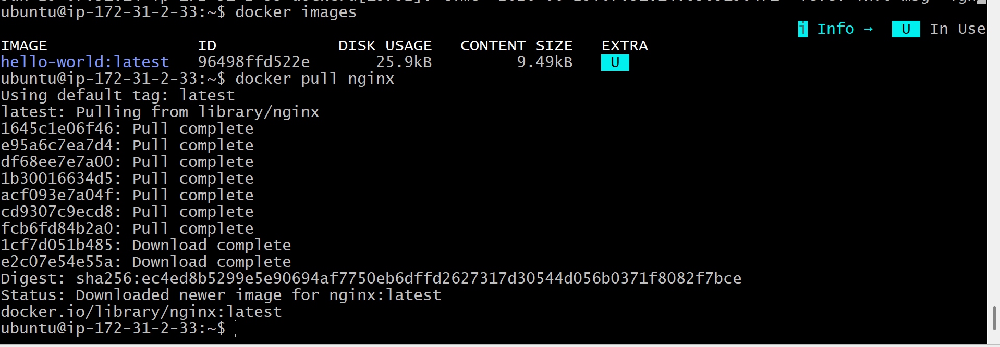 ubuntu@ip-172-31-2-33:~$ docker images
i Info →   U  In Use
IMAGE                ID             DISK USAGE   CONTENT SIZE   EXTRA
hello-world:latest   96498ffd522e       25.9kB         9.49kB    U
ubuntu@ip-172-31-2-33:~$ docker pull nginx
Using default tag: latest
latest: Pulling from library/nginx
1645c1e06f46: Pull complete
e95a6c7ea7d4: Pull complete
df68ee7e7a00: Pull complete
1b30016634d5: Pull complete
acf093e7a04f: Pull complete
cd9307c9ecd8: Pull complete
fcb6fd84b2a0: Pull complete
1cf7d051b485: Download complete
e2c07e54e55a: Download complete
Digest: sha256:ec4ed8b5299e5e90694af7750eb6dffd2627317d30544d056b0371f8082f7bce
Status: Downloaded newer image for nginx:latest
docker.io/library/nginx:latest
ubuntu@ip-172-31-2-33:~$